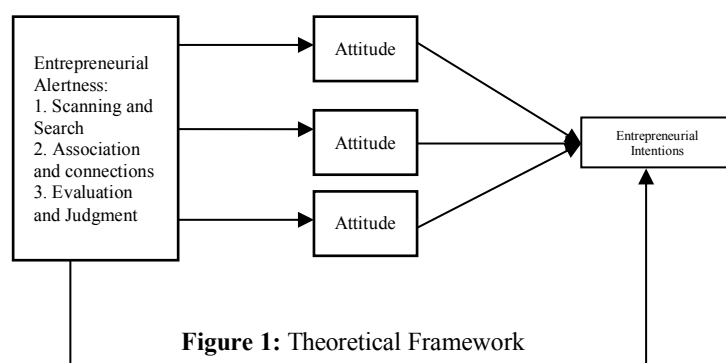 Entrepreneurial
Alertness:
1. Scanning and
Search
2. Association
and connections
3. Evaluation
and Judgment
Attitude
Attitude
Attitude
Entrepreneurial
Intentions
Figure 1: Theoretical Framework